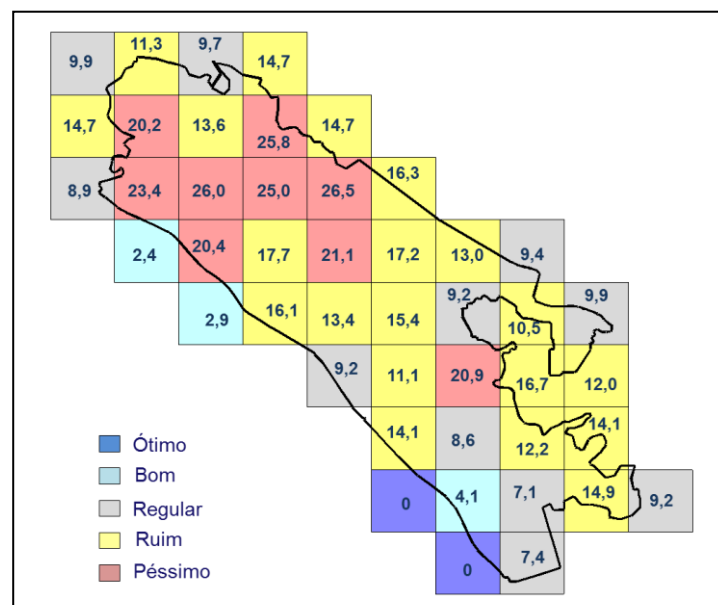 9,9 11,3 9,7 14,7
14,7 20,2 13,6 25,8 14,7
8,9 23,4 26,0 25,0 26,5 16,3
2,4 20,4 17,7 21,1 17,2 13,0 9,4
2,9 16,1 13,4 15,4 9,2 10,5 9,9
9,2 11,1 20,9 16,7 12,0
14,1 8,6 12,2 14,1
0 4,1 7,1 14,9 9,2
0 7,4
Ótimo
Bom
Regular
Ruim
Péssimo